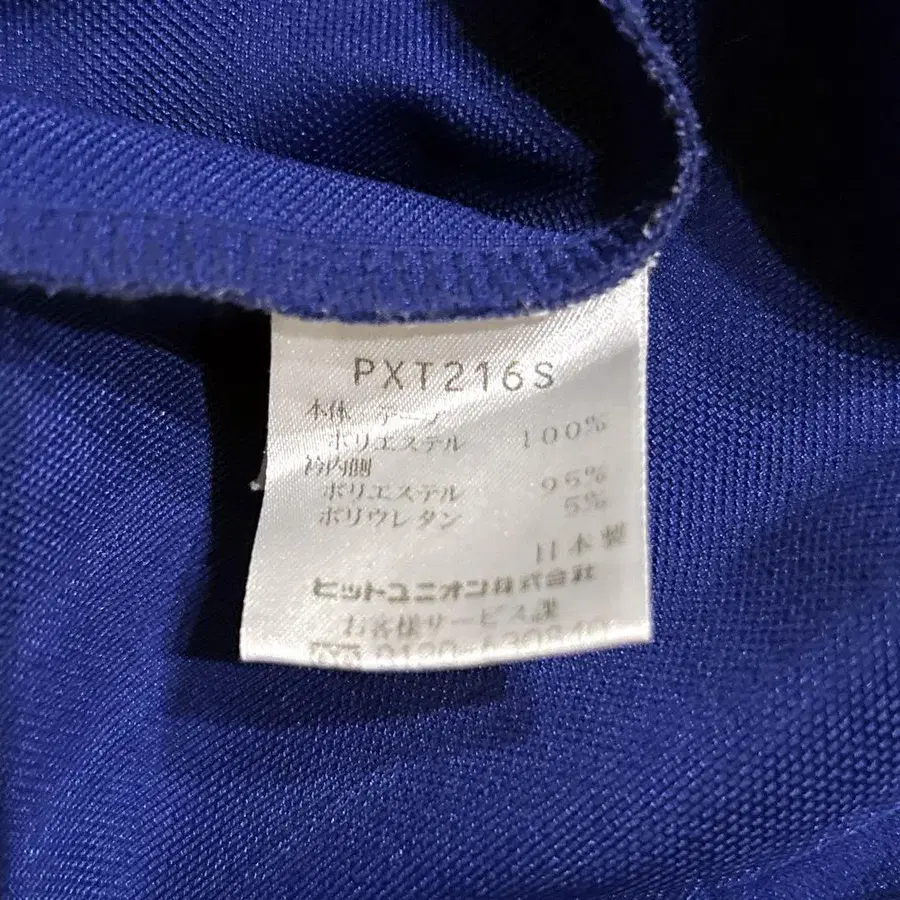 PXT216S
本体 テープ
ポリエステル 100%
衿内側
ポリエステル 95%
ポリウレタン 5%
日本製
ヒットユニオン株式会社
お客様サービス課